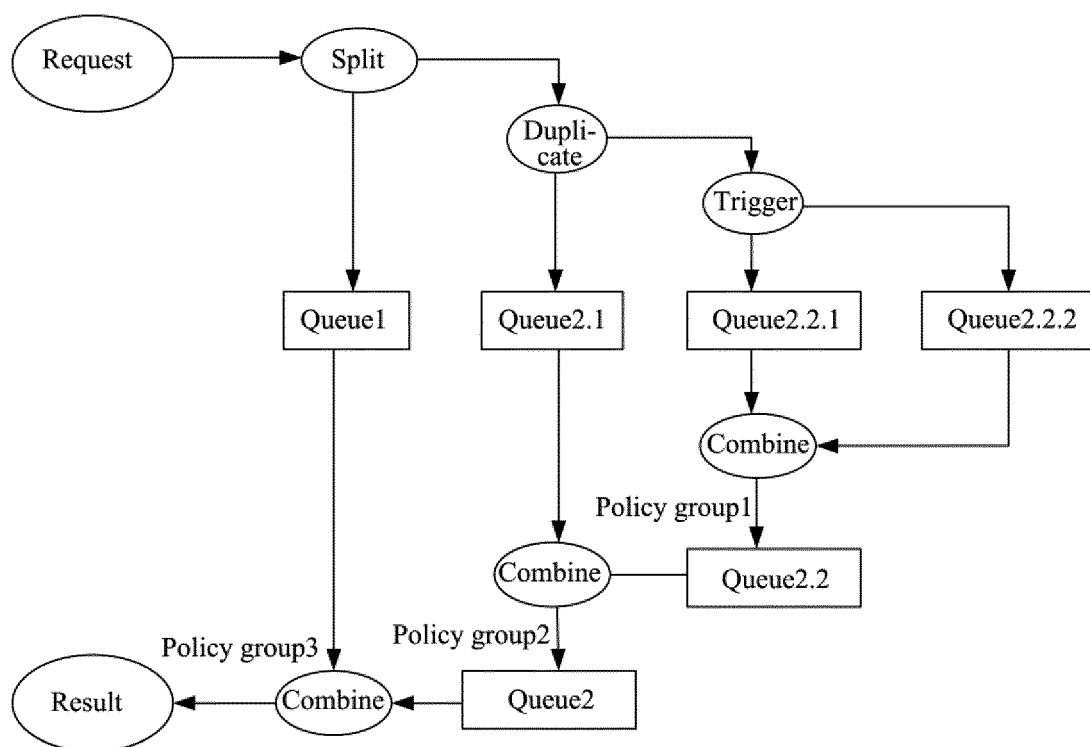 Request
Split
Dupli-
cate
Trigger
Queue1
Queue2.1
Queue2.2.1
Queue2.2.2
Combine
Policy group1
Combine
Queue2.2
Policy group2
Policy group3
Result
Combine
Queue2